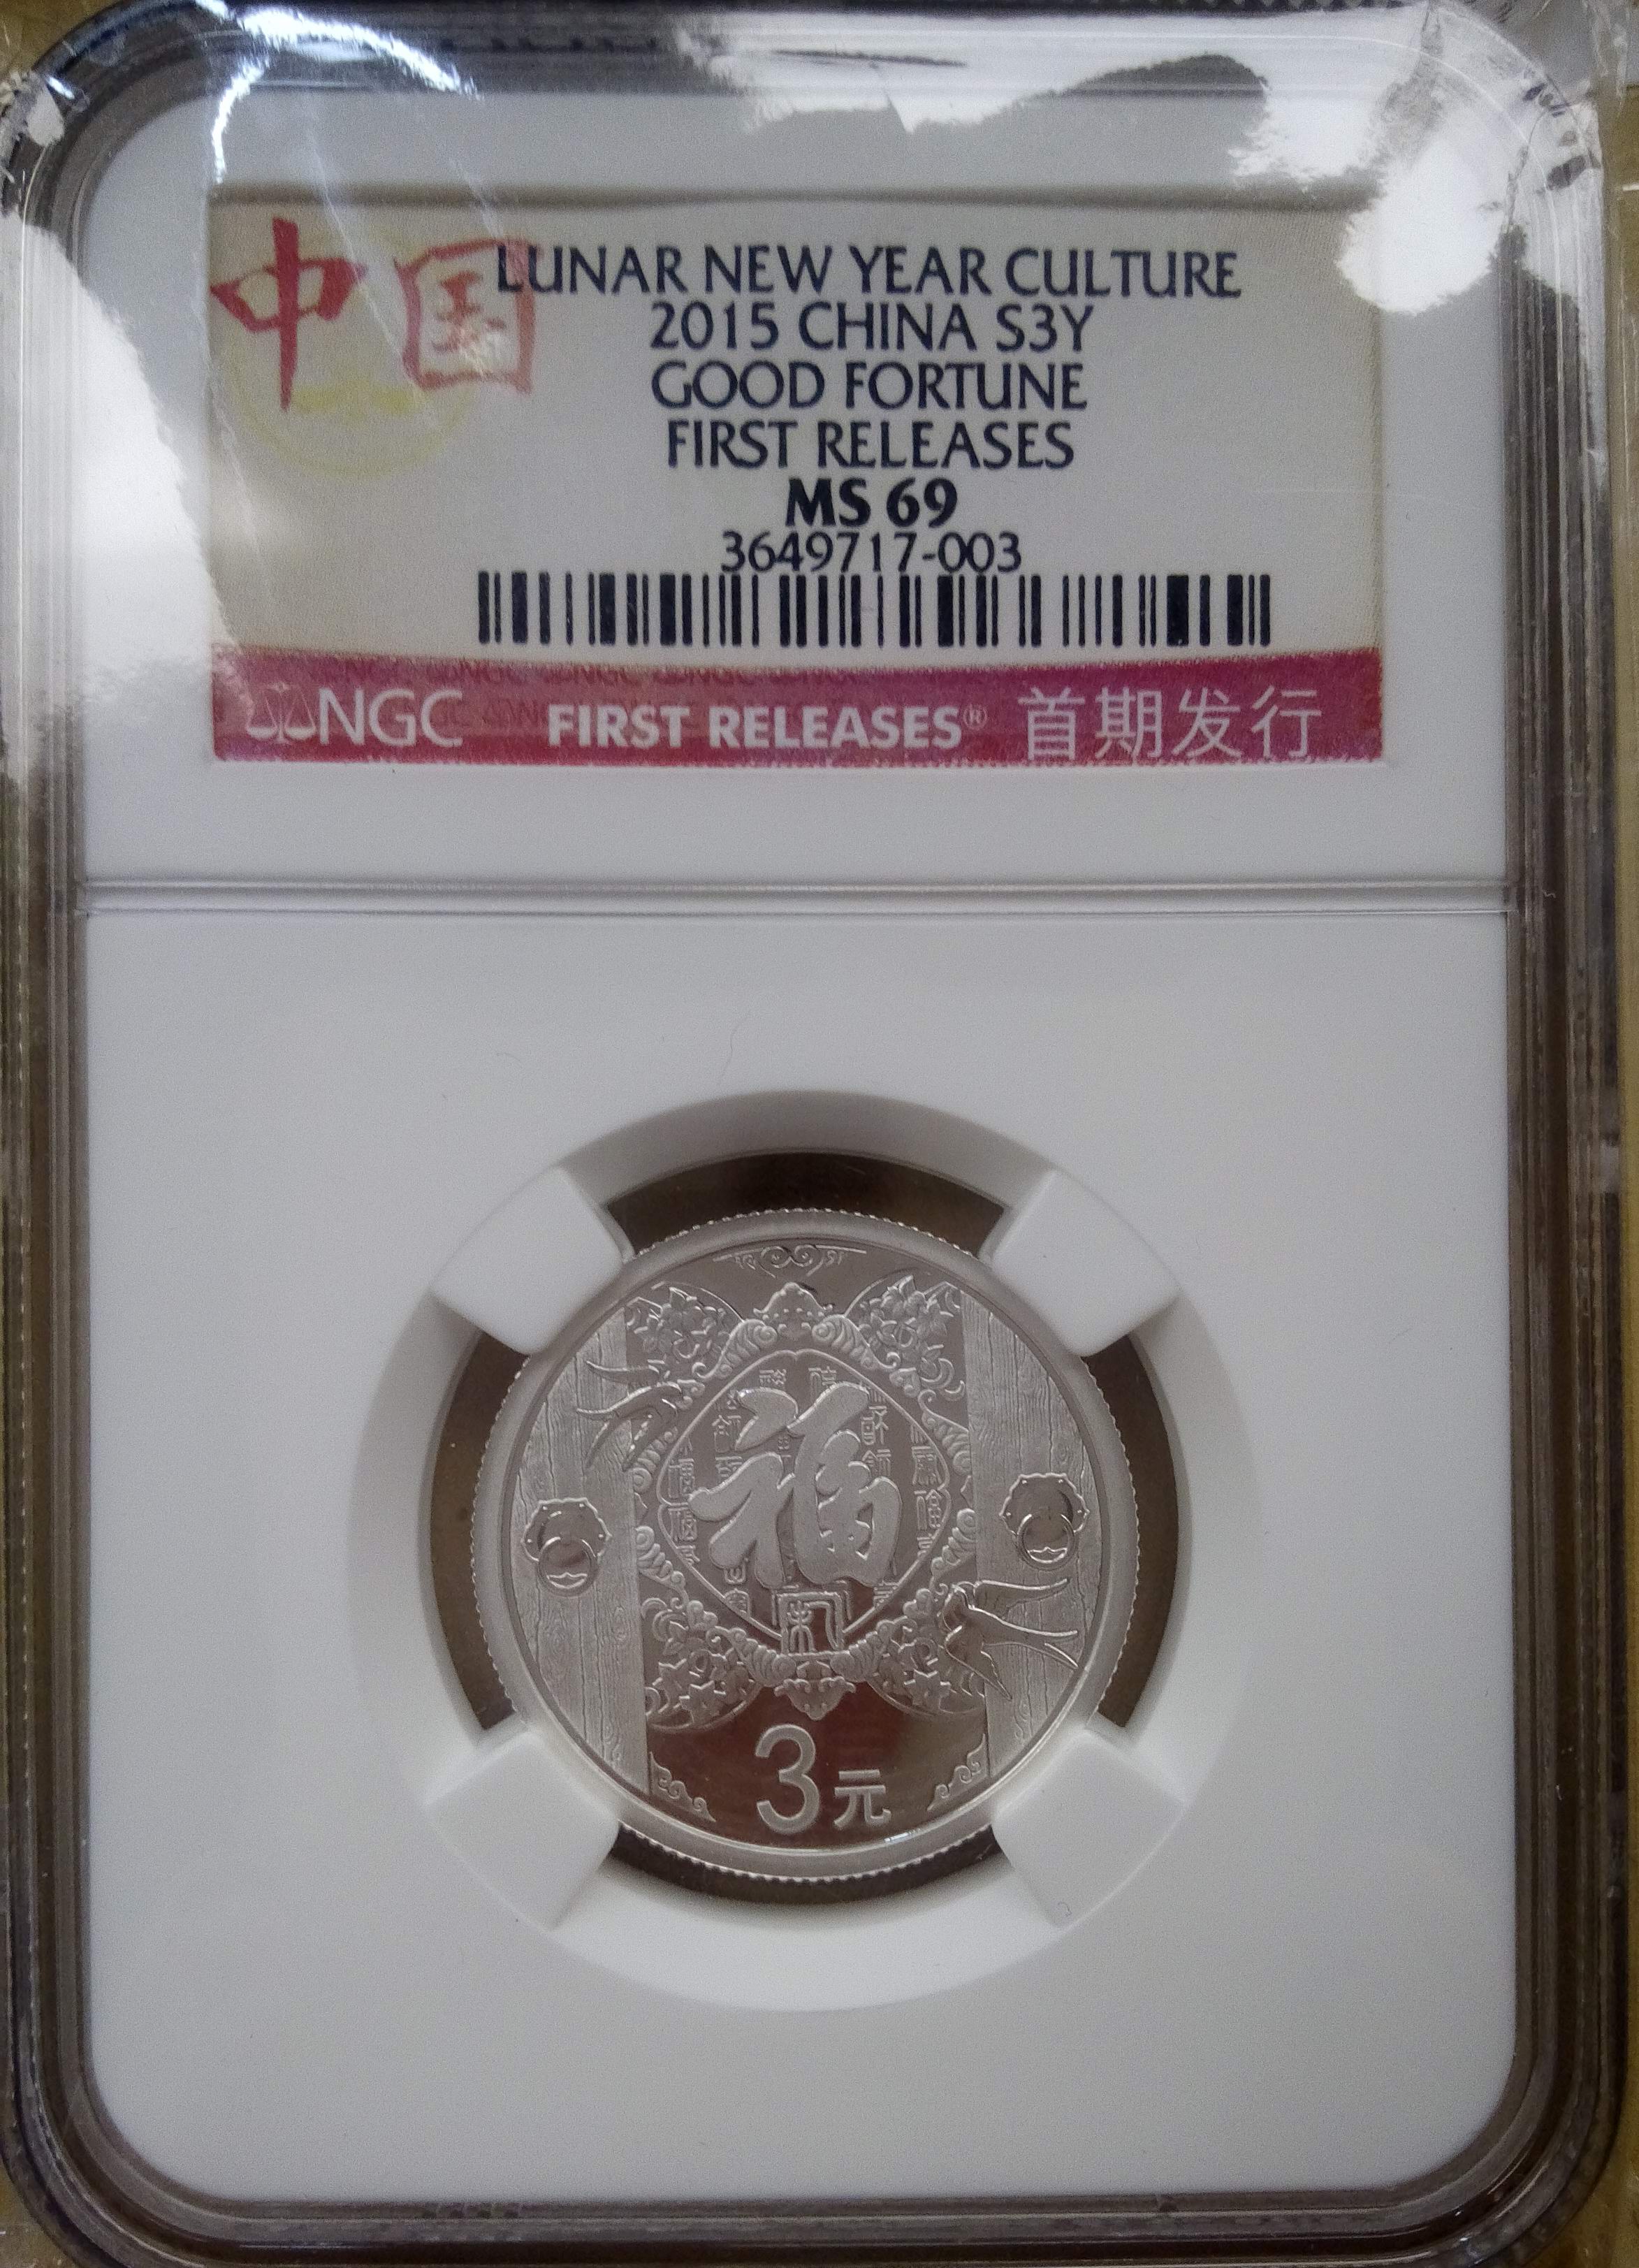 中国
LUNAR NEW YEAR CULTURE
2015 CHINA S3Y
GOOD FORTUNE
FIRST RELEASES
MS 69
3649717-003
NGC FIRST RELEASES® 首期发行
福
3元